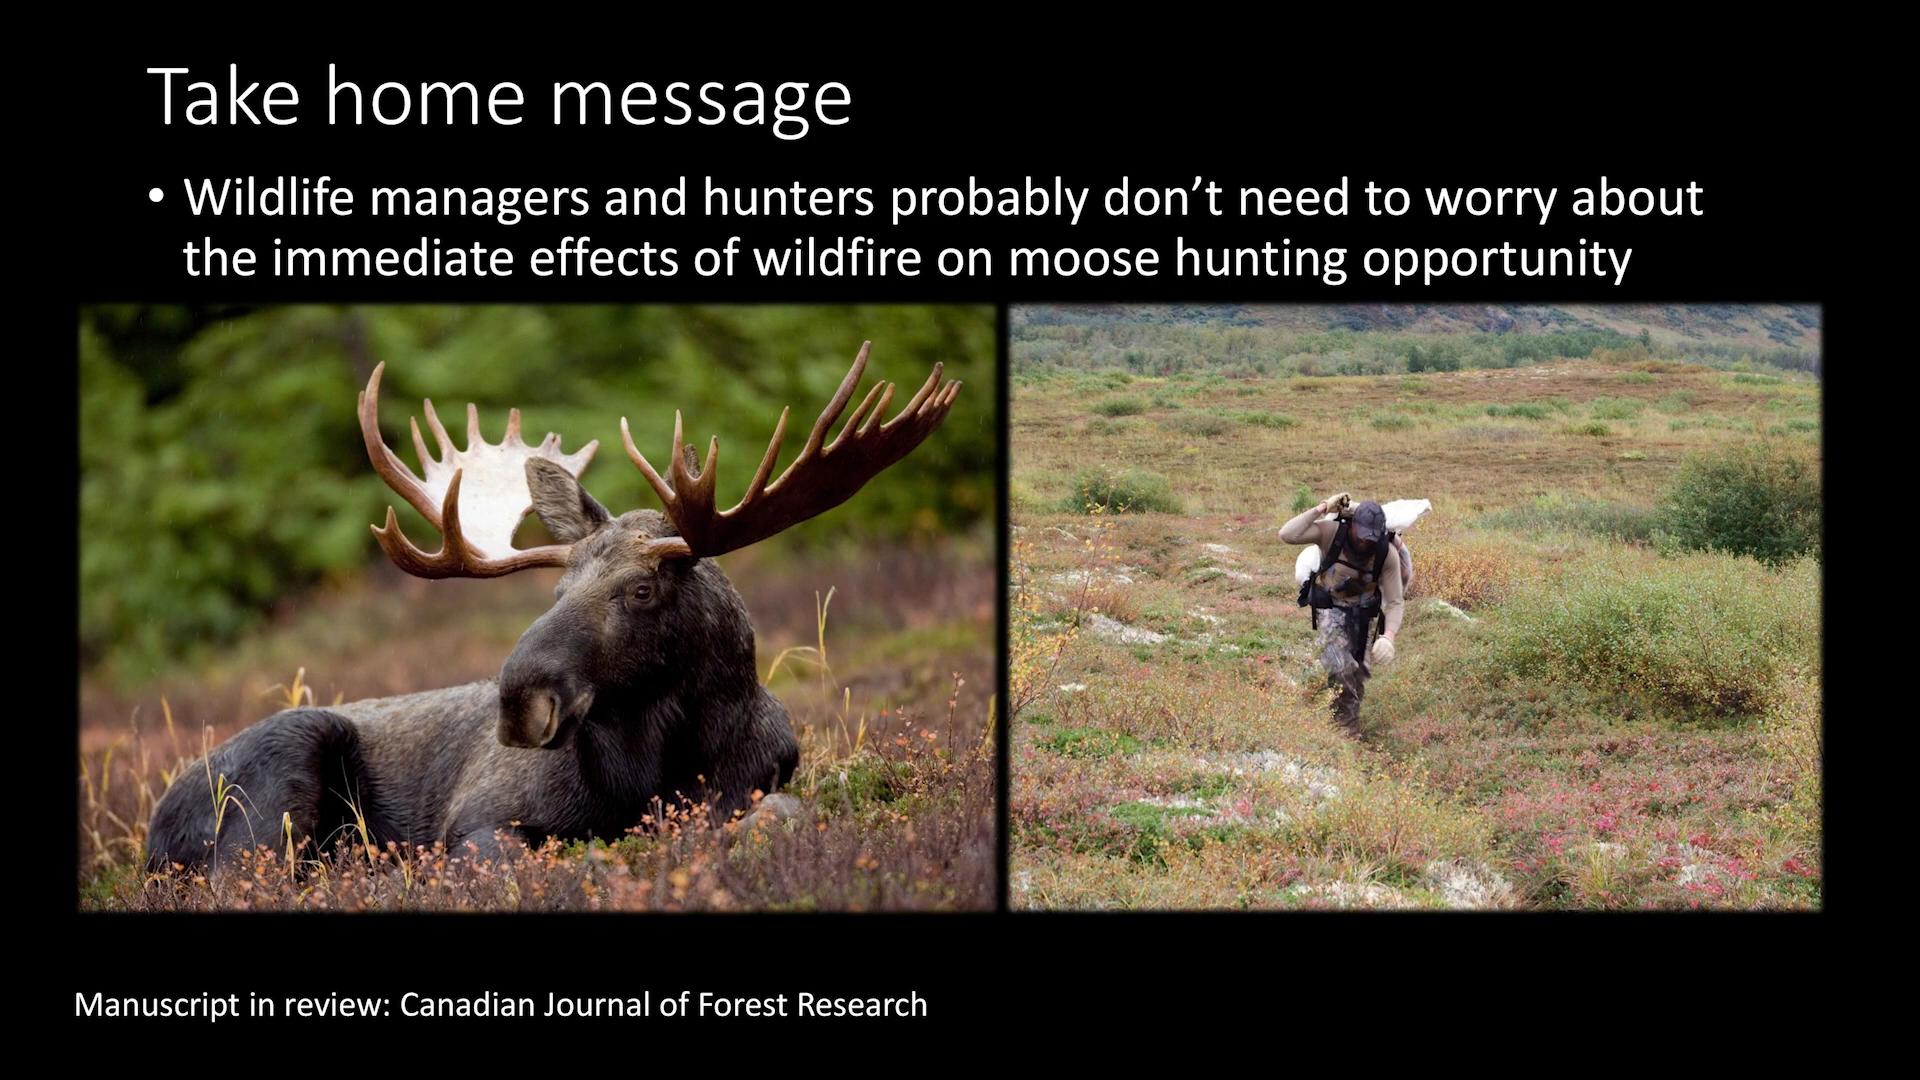 Take home message
• Wildlife managers and hunters probably don’t need to worry about
the immediate effects of wildfire on moose hunting opportunity
Manuscript in review: Canadian Journal of Forest Research